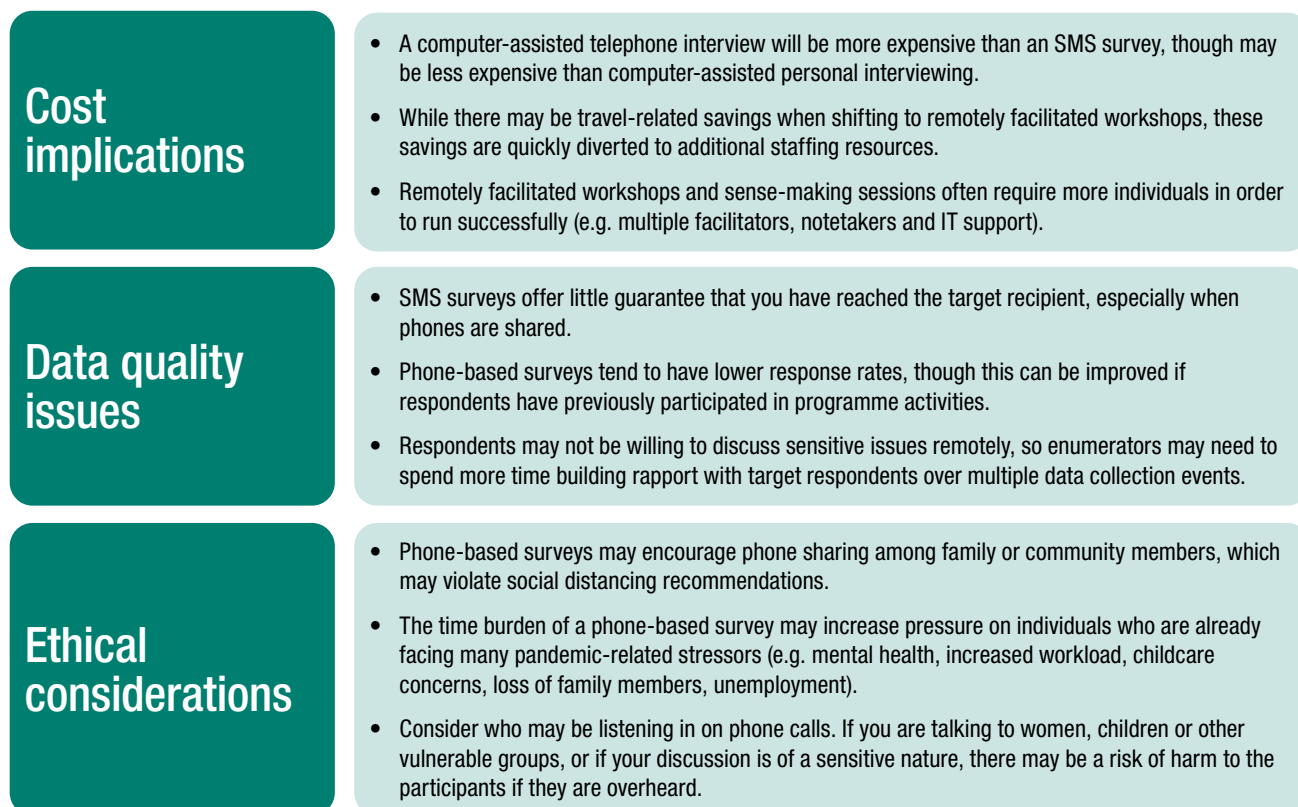 Cost
implications
• A computer-assisted telephone interview will be more expensive than an SMS survey, though may
be less expensive than computer-assisted personal interviewing.
• While there may be travel-related savings when shifting to remotely facilitated workshops, these
savings are quickly diverted to additional staffing resources.
• Remotely facilitated workshops and sense-making sessions often require more individuals in order
to run successfully (e.g. multiple facilitators, notetakers and IT support).
Data quality
issues
• SMS surveys offer little guarantee that you have reached the target recipient, especially when
phones are shared.
• Phone-based surveys tend to have lower response rates, though this can be improved if
respondents have previously participated in programme activities.
• Respondents may not be willing to discuss sensitive issues remotely, so enumerators may need to
spend more time building rapport with target respondents over multiple data collection events.
Ethical
considerations
• Phone-based surveys may encourage phone sharing among family or community members, which
may violate social distancing recommendations.
• The time burden of a phone-based survey may increase pressure on individuals who are already
facing many pandemic-related stressors (e.g. mental health, increased workload, childcare
concerns, loss of family members, unemployment).
• Consider who may be listening in on phone calls. If you are talking to women, children or other
vulnerable groups, or if your discussion is of a sensitive nature, there may be a risk of harm to the
participants if they are overheard.